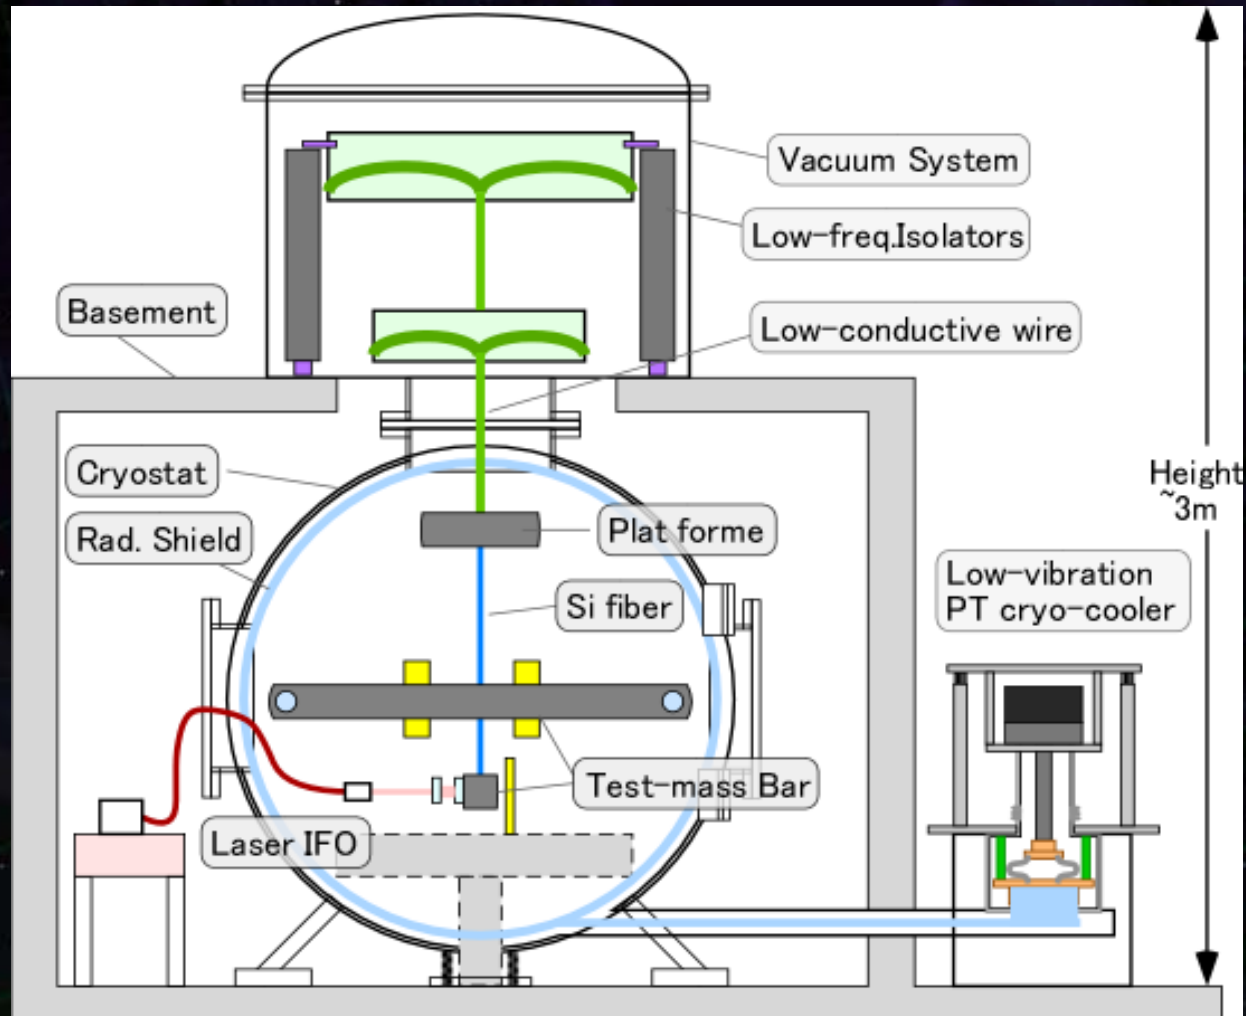 Vacuum System
Low-freq.Isolators
Basement
Low-conductive wire
Cryostat
Height
~3m
Rad. Shield
Plat forme
Low-vibration
PT cryo-cooler
Si fiber
Test-mass Bar
Laser IFO